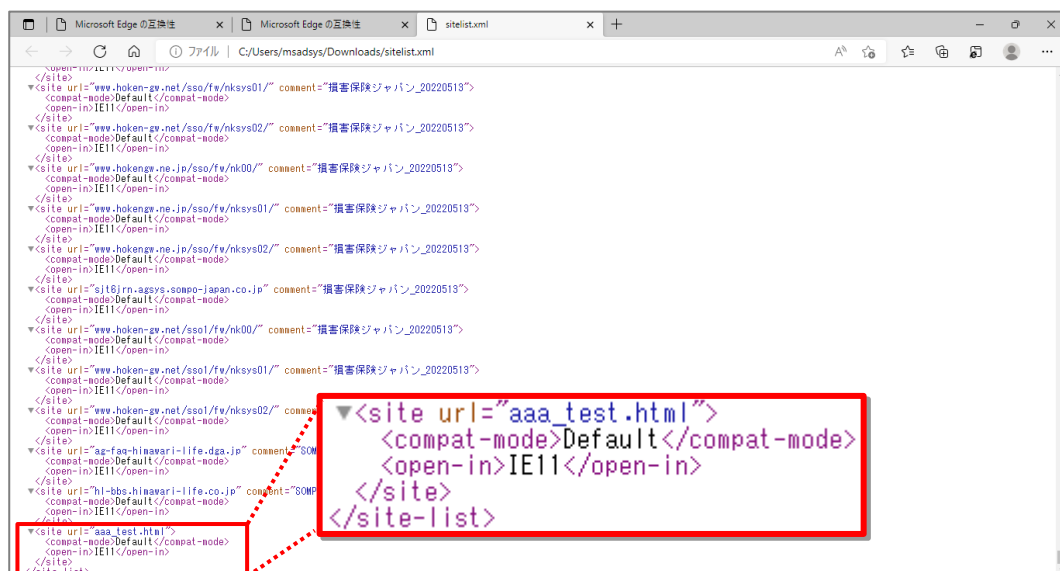 Microsoft Edge の互換性
Microsoft Edge の互換性
sitelist.xml
ファイル | C:/Users/msadsys/Downloads/sitelist.xml
<open-in>IE11</open-in>
</site>
▼<site url="www.hoken-gw.net/sso/fw/nksys01/" comment="損害保険ジャパン_20220513">
<compat-mode>Default</compat-mode>
<open-in>IE11</open-in>
</site>
▼<site url="www.hoken-gw.net/sso/fw/nksys02/" comment="損害保険ジャパン_20220513">
<compat-mode>Default</compat-mode>
<open-in>IE11</open-in>
</site>
▼<site url="www.hokengw.ne.jp/sso/fw/nk00/" comment="損害保険ジャパン_20220513">
<compat-mode>Default</compat-mode>
<open-in>IE11</open-in>
</site>
▼<site url="www.hokengw.ne.jp/sso/fw/nksys01/" comment="損害保険ジャパン_20220513">
<compat-mode>Default</compat-mode>
<open-in>IE11</open-in>
</site>
▼<site url="www.hokengw.ne.jp/sso/fw/nksys02/" comment="損害保険ジャパン_20220513">
<compat-mode>Default</compat-mode>
<open-in>IE11</open-in>
</site>
▼<site url="sjt6jrn.agsys.sompo-japan.co.jp" comment="損害保険ジャパン_20220513">
<compat-mode>Default</compat-mode>
<open-in>IE11</open-in>
</site>
▼<site url="www.hoken-gw.net/sso1/fw/nk00/" comment="損害保険ジャパン_20220513">
<compat-mode>Default</compat-mode>
<open-in>IE11</open-in>
</site>
▼<site url="www.hoken-gw.net/sso1/fw/nksys01/" comment="損害保険ジャパン_20220513">
<compat-mode>Default</compat-mode>
<open-in>IE11</open-in>
</site>
▼<site url="www.hoken-gw.net/sso1/fw/nksys02/"
<compat-mode>Default</compat-mode>
<open-in>IE11</open-in>
</site>
▼<site url="ag-faq-himawari-life.dga.jp" comment="SOM
<compat-mode>Default</compat-mode>
<open-in>IE11</open-in>
</site>
▼<site url="hl-bbs.himawari-life.co.jp" comment="SOMP
<compat-mode>Default</compat-mode>
<open-in>IE11</open-in>
</site>
▼<site url="aaa_test.html">
<compat-mode>Default</compat-mode>
<open-in>IE11</open-in>
</site>
</site-list>
▼<site url="aaa_test.html">
<compat-mode>Default</compat-mode>
<open-in>IE11</open-in>
</site>
</site-list>